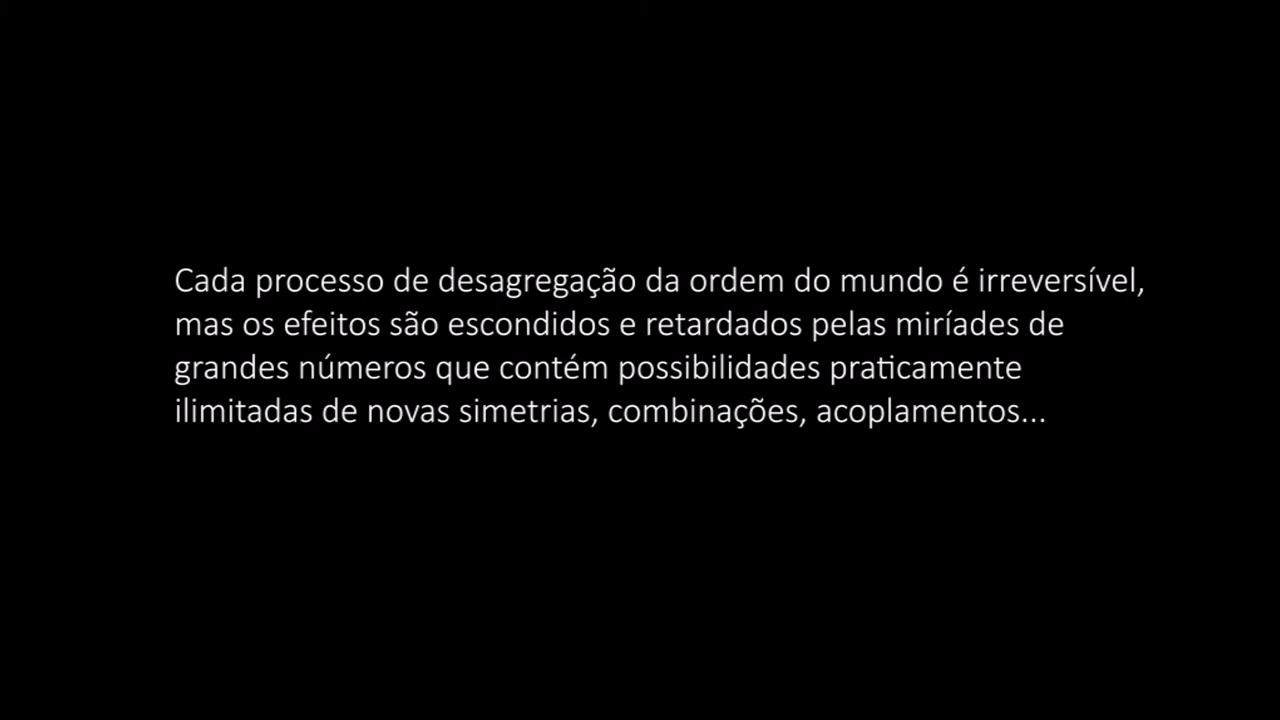 Cada processo de desagregação da ordem do mundo é irreversível,
mas os efeitos são escondidos e retardados pelas miríades de
grandes números que contém possibilidades praticamente
ilimitadas de novas simetrias, combinações, acoplamentos...